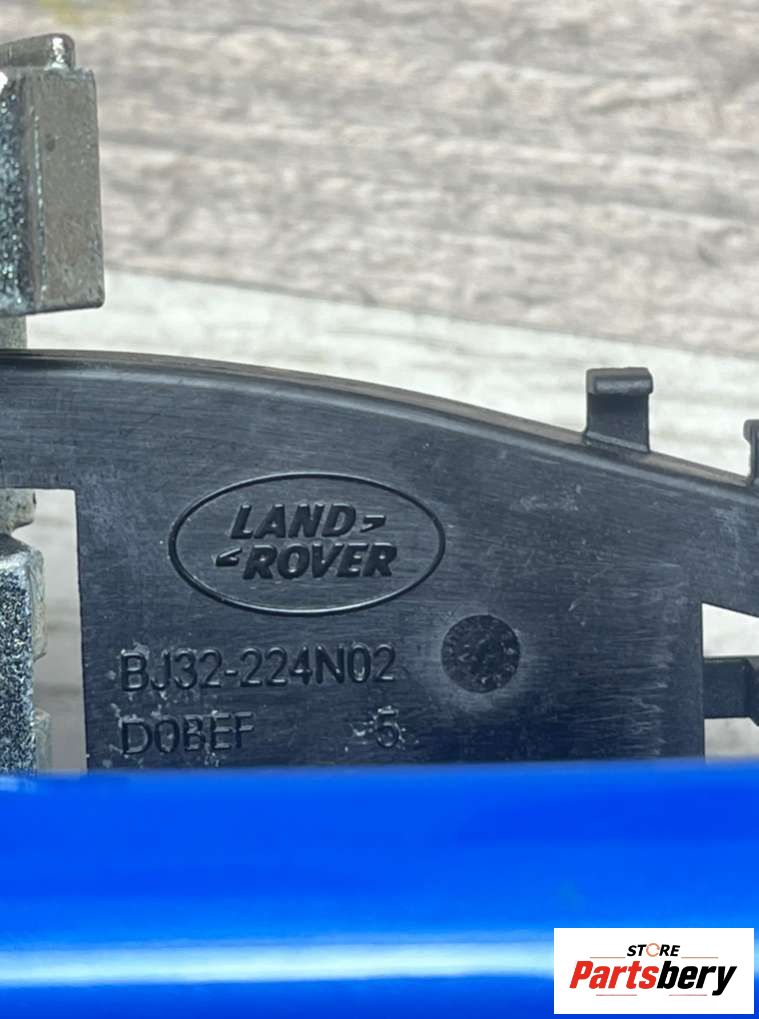 LAND
ROVER
BJ32-224N02
D0BEF 5
STORE
Partsbery